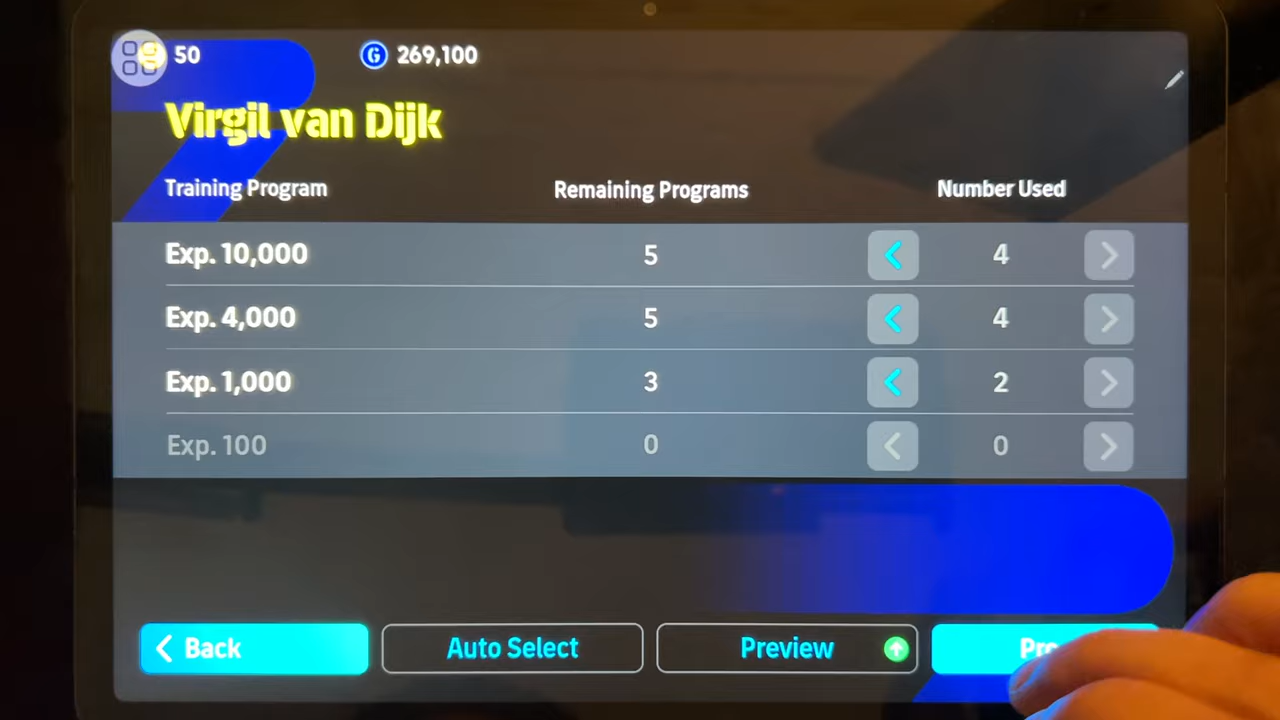 50 269,100
Virgil van Dijk
Training Program Remaining Programs Number Used
Exp. 10,000 5 4
Exp. 4,000 5 4
Exp. 1,000 3 2
Exp. 100 0 0
Back Auto Select Preview